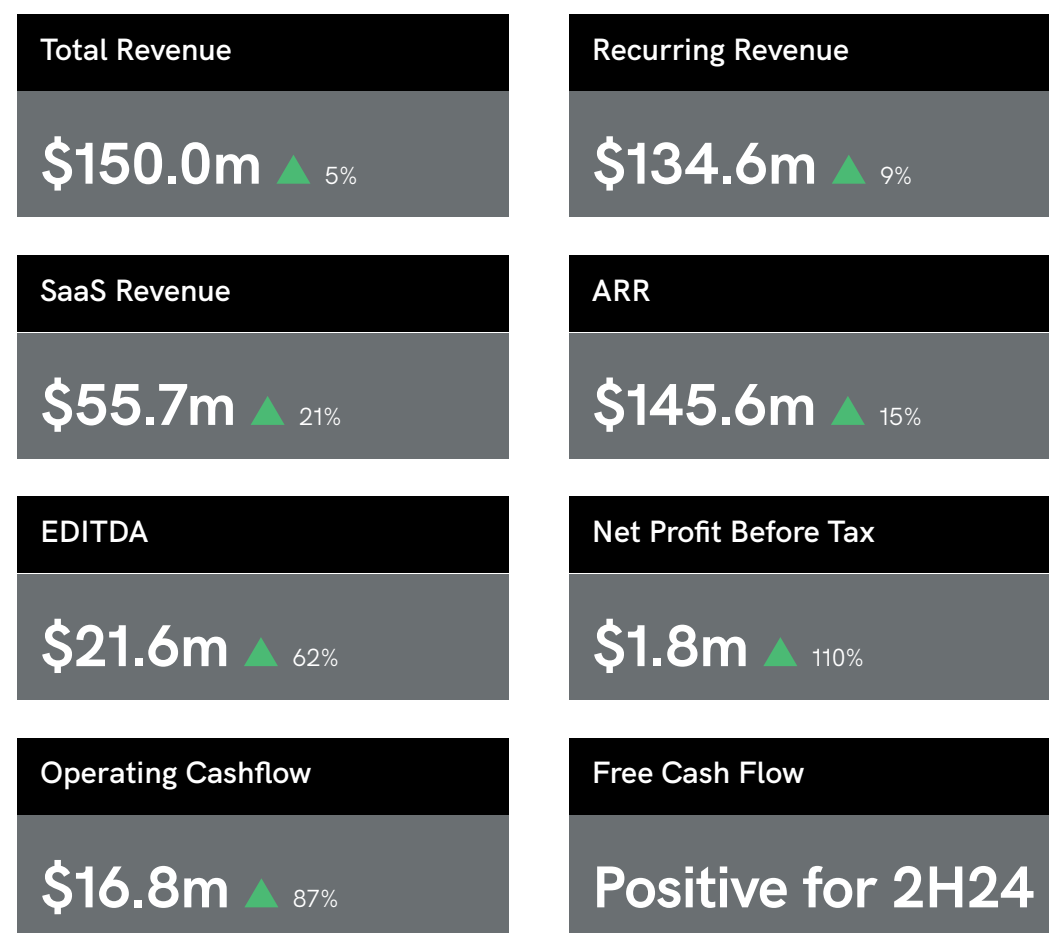 Total Revenue
$150.0m ▲ 5%
Recurring Revenue
$134.6m ▲ 9%
SaaS Revenue
$55.7m ▲ 21%
ARR
$145.6m ▲ 15%
EDITDA
$21.6m ▲ 62%
Net Profit Before Tax
$1.8m ▲ 110%
Operating Cashflow
$16.8m ▲ 87%
Free Cash Flow
Positive for 2H24